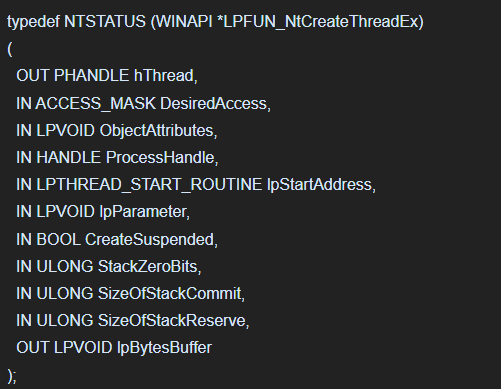 typedef NTSTATUS (WINAPI *LPFUN_NtCreateThreadEx)
(
OUT PHANDLE hThread,
IN ACCESS_MASK DesiredAccess,
IN LPVOID ObjectAttributes,
IN HANDLE ProcessHandle,
IN LPTHREAD_START_ROUTINE lpStartAddress,
IN LPVOID lpParameter,
IN BOOL CreateSuspended,
IN ULONG StackZeroBits,
IN ULONG SizeOfStackCommit,
IN ULONG SizeOfStackReserve,
OUT LPVOID lpBytesBuffer
);